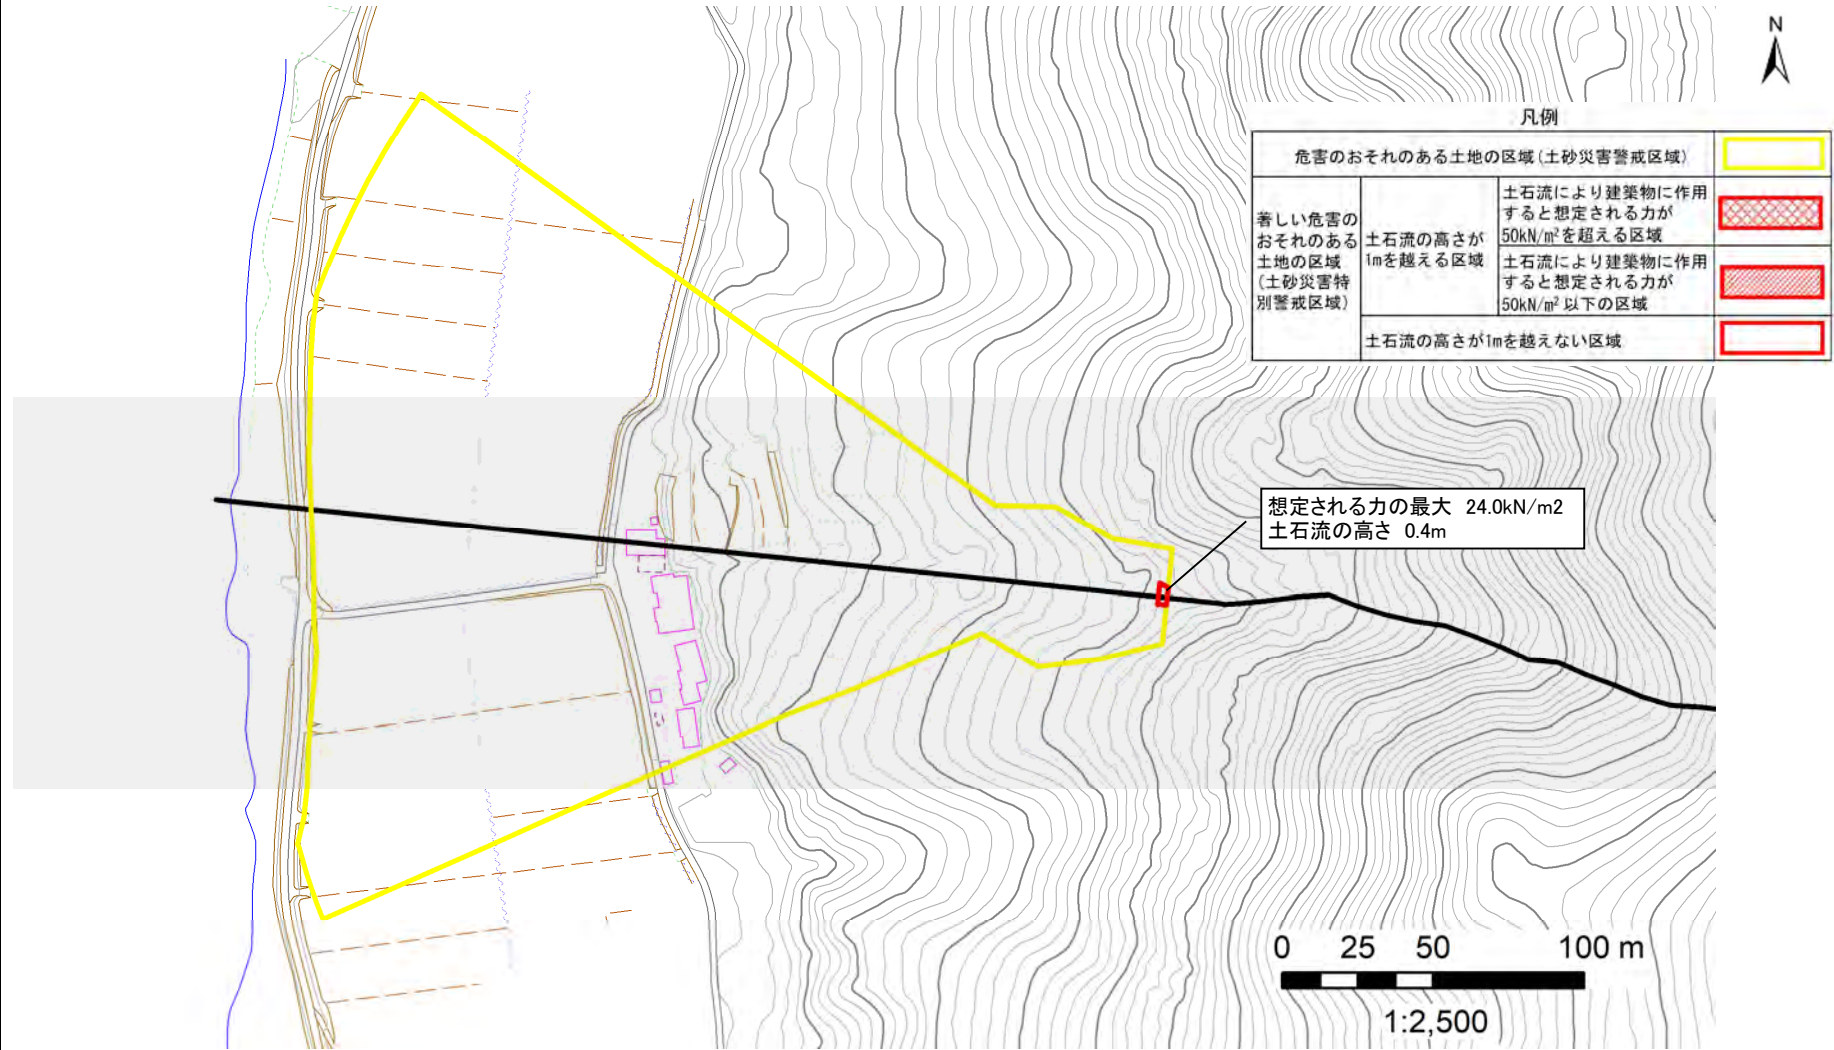 N
凡例
危害のおそれのある土地の区域(土砂災害警戒区域)
著しい危害の
おそれのある
土地の区域
(土砂災害特
別警戒区域)
土石流の高さが
1mを越える区域
土石流により建築物に作用
すると想定される力が
50kN/㎡を超える区域
土石流により建築物に作用
すると想定される力が
50kN/㎡以下の区域
土石流の高さが1mを越えない区域
想定される力の最大 24.0kN/m2
土石流の高さ 0.4m
0 25 50 100 m
1:2,500